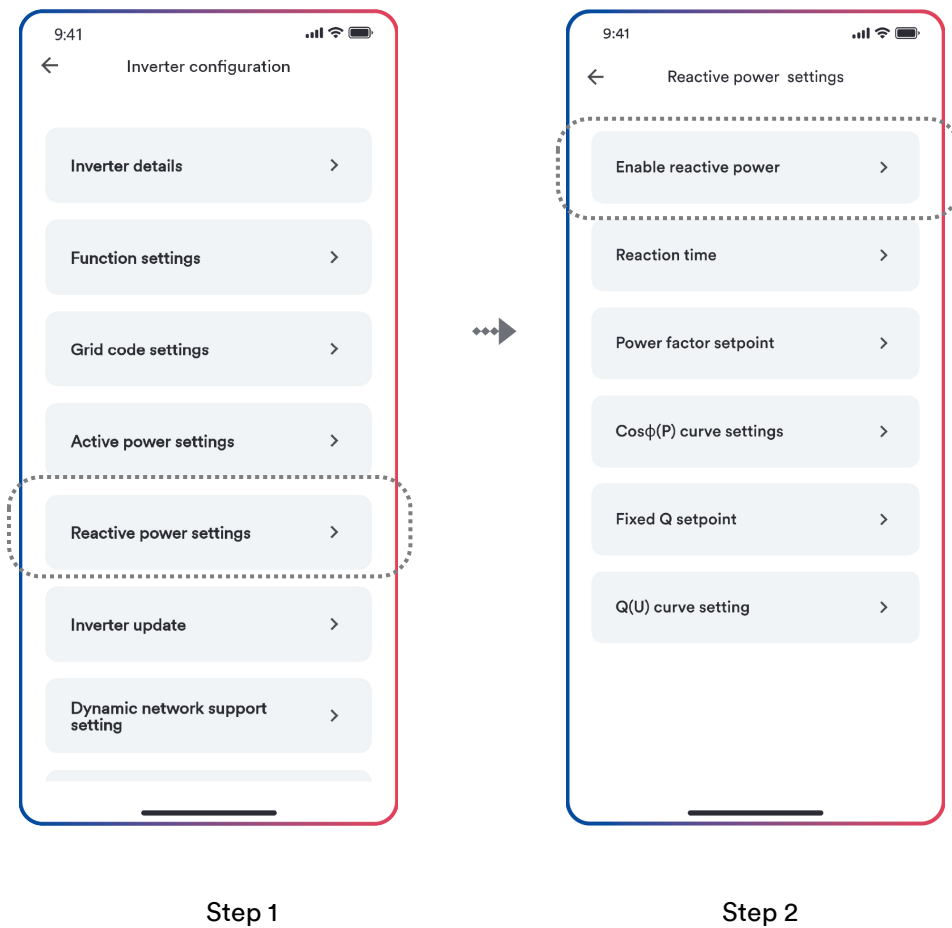 9:41
Inverter configuration
Inverter details
Function settings
Grid code settings
Active power settings
Reactive power settings
Inverter update
Dynamic network support
setting
Step 1
9:41
Reactive power settings
Enable reactive power
Reaction time
Power factor setpoint
Cosϕ(P) curve settings
Fixed Q setpoint
Q(U) curve setting
Step 2